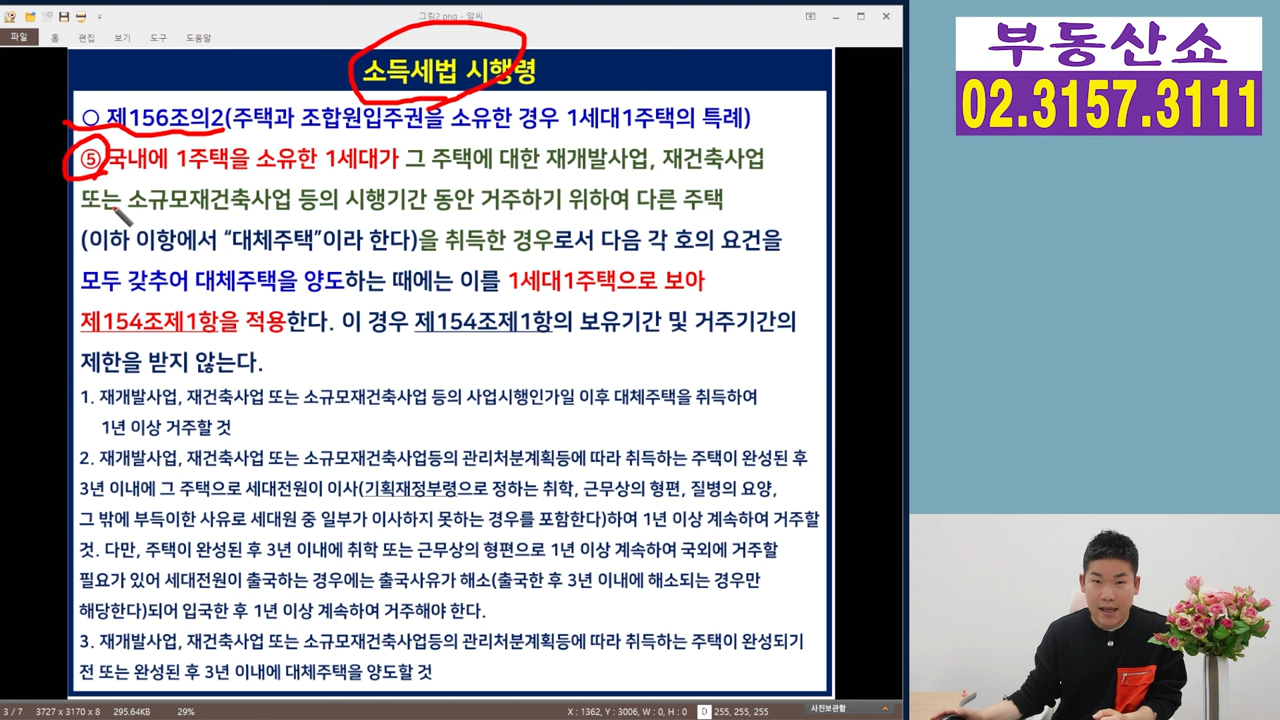 그림2.png - 알씨
파일 홈 편집 보기 도구 도움말
소득세법 시행령
○ 제156조의2(주택과 조합원입주권을 소유한 경우 1세대1주택의 특례)
⑤ 국내에 1주택을 소유한 1세대가 그 주택에 대한 재개발사업, 재건축사업
또는 소규모재건축사업 등의 시행기간 동안 거주하기 위하여 다른 주택
(이하 이항에서 “대체주택”이라 한다)을 취득한 경우로서 다음 각 호의 요건을
모두 갖추어 대체주택을 양도하는 때에는 이를 1세대1주택으로 보아
제154조제1항을 적용한다. 이 경우 제154조제1항의 보유기간 및 거주기간의
제한을 받지 않는다.
1. 재개발사업, 재건축사업 또는 소규모재건축사업 등의 사업시행인가일 이후 대체주택을 취득하여
1년 이상 거주할 것
2. 재개발사업, 재건축사업 또는 소규모재건축사업등의 관리처분계획등에 따라 취득하는 주택이 완성된 후
3년 이내에 그 주택으로 세대전원이 이사(기획재정부령으로 정하는 취학, 근무상의 형편, 질병의 요양,
그 밖에 부득이한 사유로 세대원 중 일부가 이사하지 못하는 경우를 포함한다)하여 1년 이상 계속하여 거주할
것. 다만, 주택이 완성된 후 3년 이내에 취학 또는 근무상의 형편으로 1년 이상 계속하여 국외에 거주할
필요가 있어 세대전원이 출국하는 경우에는 출국사유가 해소(출국한 후 3년 이내에 해소되는 경우만
해당한다)되어 입국한 후 1년 이상 계속하여 거주해야 한다.
3. 재개발사업, 재건축사업 또는 소규모재건축사업등의 관리처분계획등에 따라 취득하는 주택이 완성되기
전 또는 완성된 후 3년 이내에 대체주택을 양도할 것
3 / 7 3727 x 3170 x 8 295.64KB 29% X : 1362, Y : 3006, W : 0, H : 0 D 255, 255, 255 사진보관함
부동산쇼
02.3157.3111